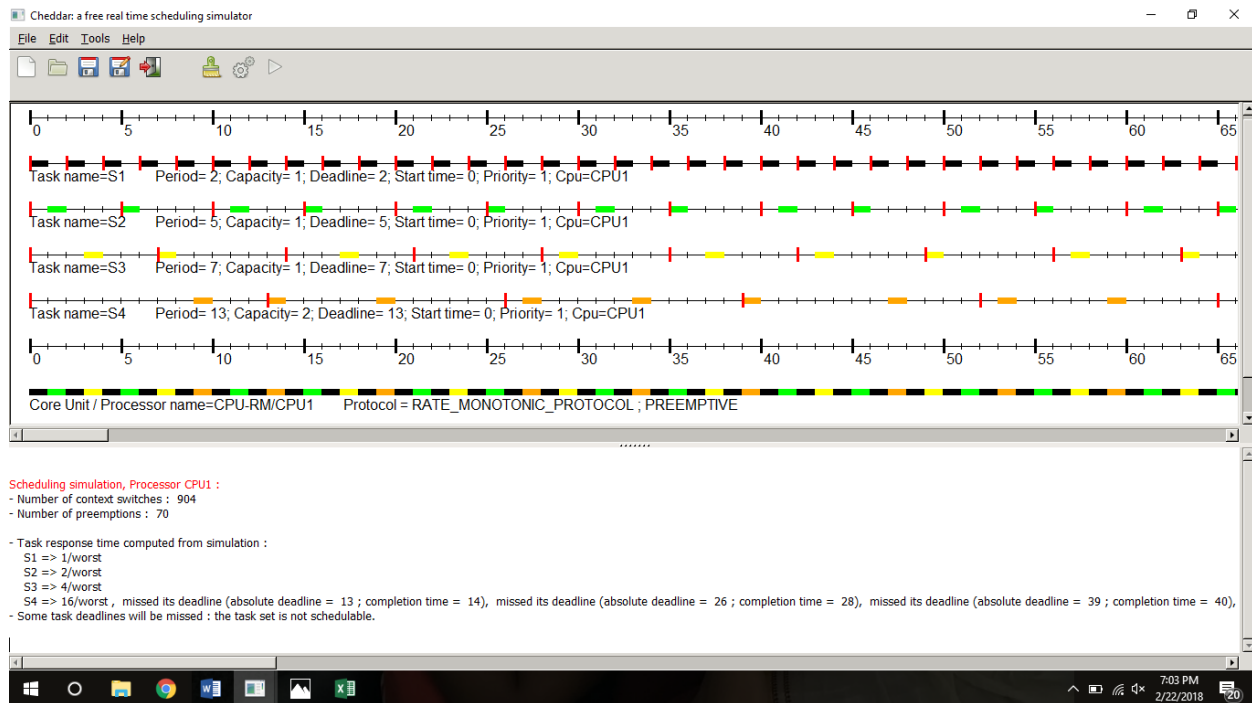 Cheddar: a free real time scheduling simulator
File Edit Tools Help
0 5 10 15 20 25 30 35 40 45 50 55 60 65
Task name=S1 Period= 2; Capacity= 1; Deadline= 2; Start time= 0; Priority= 1; Cpu=CPU1
Task name=S2 Period= 5; Capacity= 1; Deadline= 5; Start time= 0; Priority= 1; Cpu=CPU1
Task name=S3 Period= 7; Capacity= 1; Deadline= 7; Start time= 0; Priority= 1; Cpu=CPU1
Task name=S4 Period= 13; Capacity= 2; Deadline= 13; Start time= 0; Priority= 1; Cpu=CPU1
0 5 10 15 20 25 30 35 40 45 50 55 60 65
Core Unit / Processor name=CPU-RM/CPU1 Protocol = RATE_MONOTONIC_PROTOCOL ; PREEMPTIVE
Scheduling simulation, Processor CPU1 :
- Number of context switches : 904
- Number of preemptions : 70
- Task response time computed from simulation :
S1 => 1/worst
S2 => 2/worst
S3 => 4/worst
S4 => 16/worst , missed its deadline (absolute deadline = 13 ; completion time = 14), missed its deadline (absolute deadline = 26 ; completion time = 28), missed its deadline (absolute deadline = 39 ; completion time = 40),
- Some task deadlines will be missed : the task set is not schedulable.
7:03 PM
2/22/2018
20